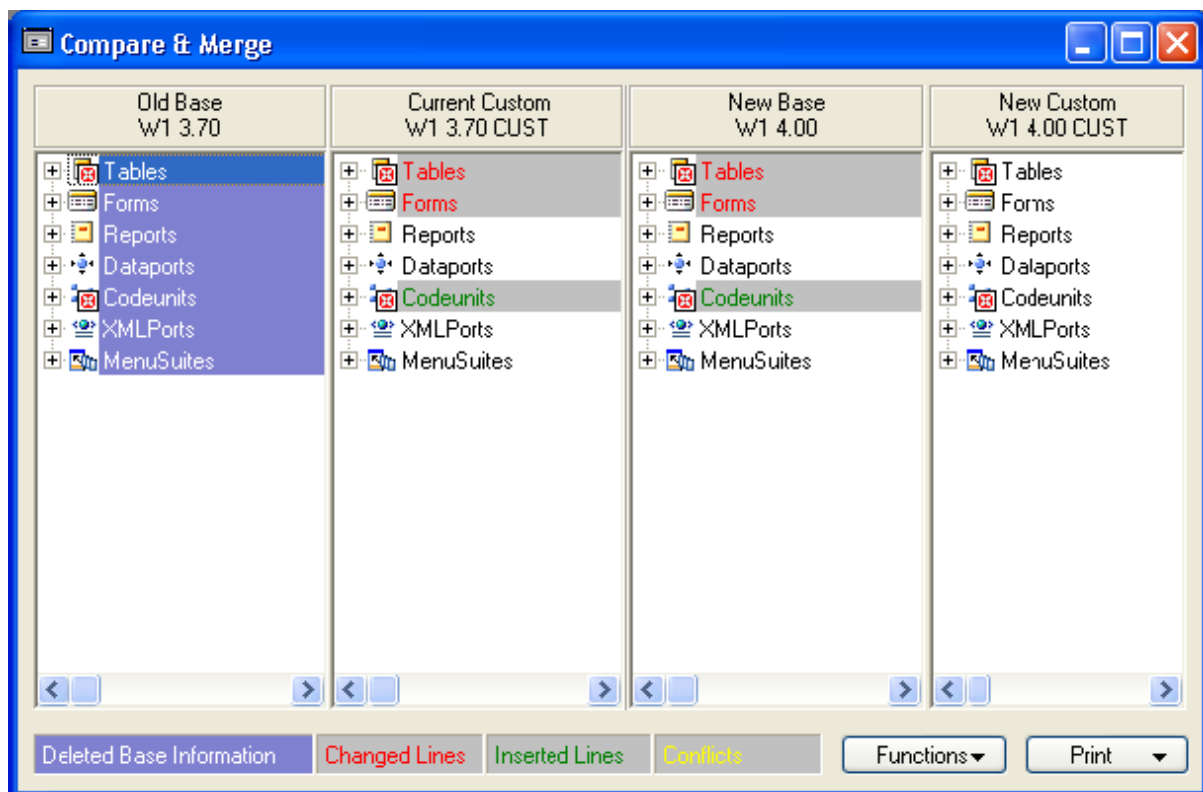 Compare & Merge
Old Base
W1 3.70
Current Custom
W1 3.70 CUST
New Base
W1 4.00
New Custom
W1 4.00 CUST
Tables
Forms
Reports
Dataports
Codeunits
XMLPorts
MenuSuites
Tables
Forms
Reports
Dataports
Codeunits
XMLPorts
MenuSuites
Tables
Forms
Reports
Dataports
Codeunits
XMLPorts
MenuSuites
Tables
Forms
Reports
Dataports
Codeunits
XMLPorts
MenuSuites
Deleted Base Information
Changed Lines
Inserted Lines
Conflicts
Functions
Print